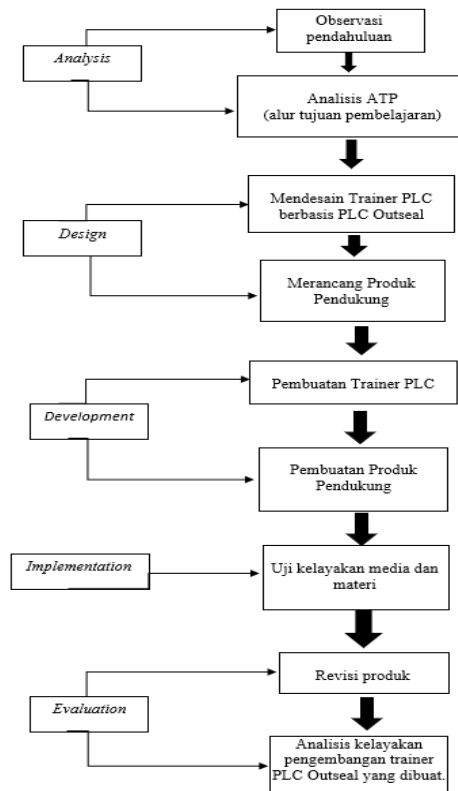 Observasi
pendahuluan
Analysis
Analisis ATP
(alur tujuan pembelajaran)
Mendesain Trainer PLC
berbasis PLC Outseal
Design
Merancang Produk
Pendukung
Pembuatan Trainer PLC
Development
Pembuatan Produk
Pendukung
Implementation
Uji kelayakan media dan
materi
Revisi produk
Evaluation
Analisis kelayakan
pengembangan trainer
PLC Outseal yang dibuat.